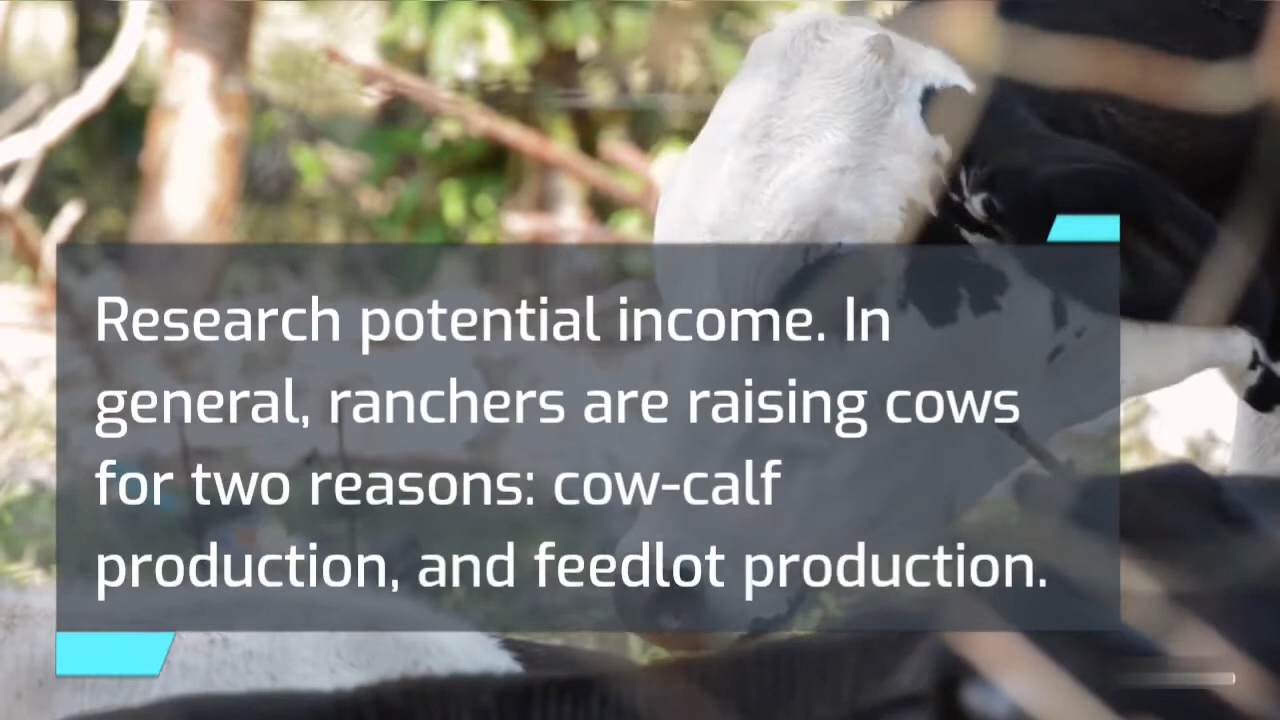 Research potential income. In
general, ranchers are raising cows
for two reasons: cow-calf
production, and feedlot production.